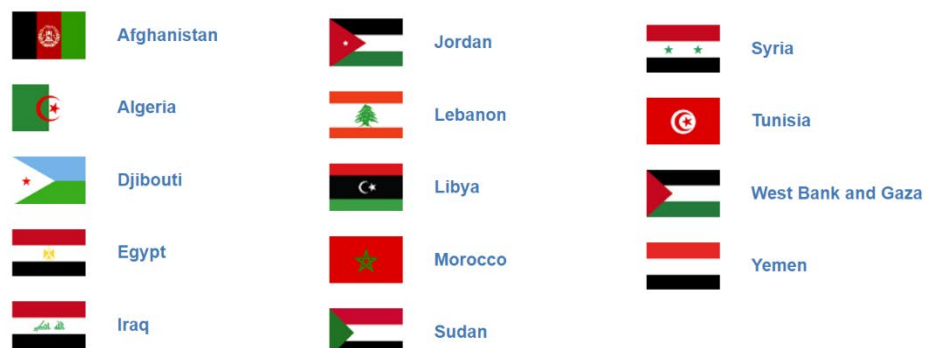 Afghanistan
Algeria
Djibouti
Egypt
Iraq
Jordan
Lebanon
Libya
Morocco
Sudan
Syria
Tunisia
West Bank and Gaza
Yemen